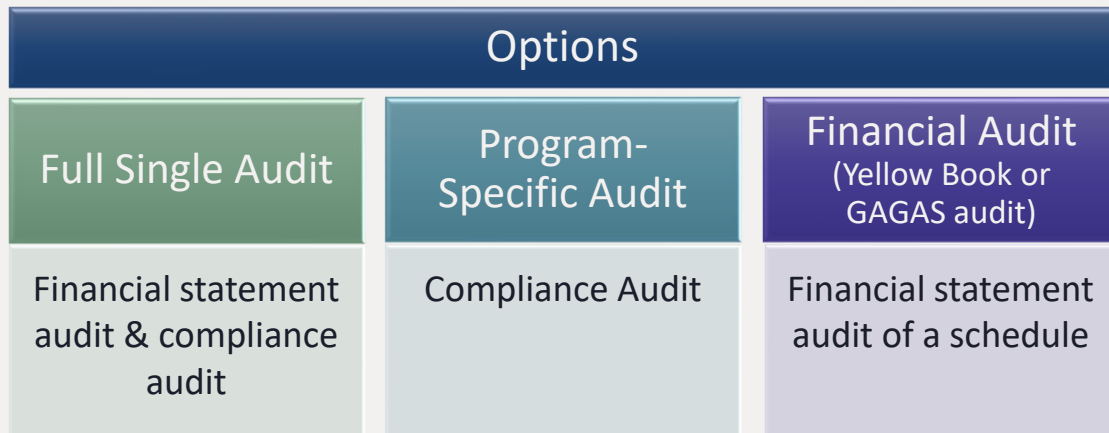 Options
Full Single Audit
Program-
Specific Audit
Financial Audit
(Yellow Book or
GAGAS audit)
Financial statement
audit & compliance
audit
Compliance Audit
Financial statement
audit of a schedule